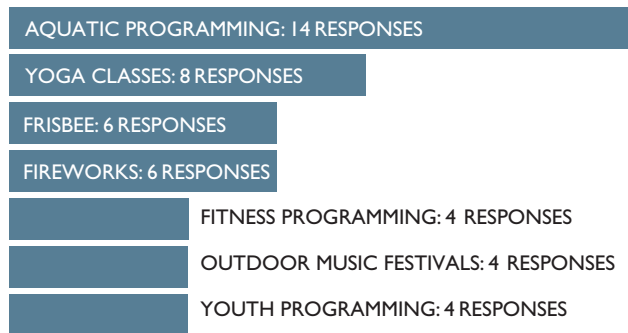 AQUATIC PROGRAMMING: 14 RESPONSES
YOGA CLASSES: 8 RESPONSES
FRISBEE: 6 RESPONSES
FIREWORKS: 6 RESPONSES
FITNESS PROGRAMMING: 4 RESPONSES
OUTDOOR MUSIC FESTIVALS: 4 RESPONSES
YOUTH PROGRAMMING: 4 RESPONSES